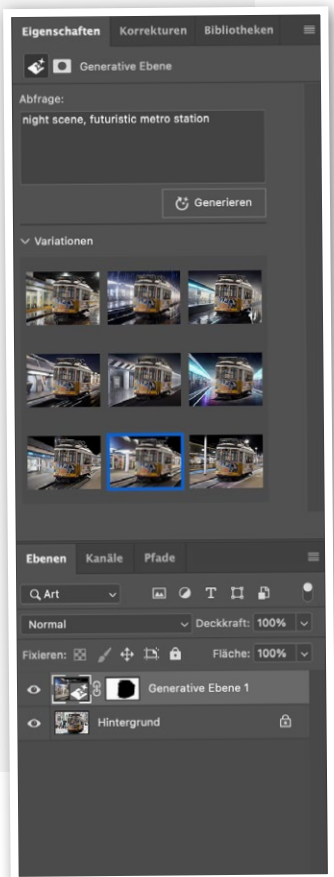 Eigenschaften Korrekturen Bibliotheken
Generative Ebene
Abfrage:
night scene, futuristic metro station
Generieren
Variationen
Ebenen Kanäle Pfade
Art
Normal Deckkraft: 100%
Fixieren: Fläche: 100%
Generative Ebene 1
Hintergrund